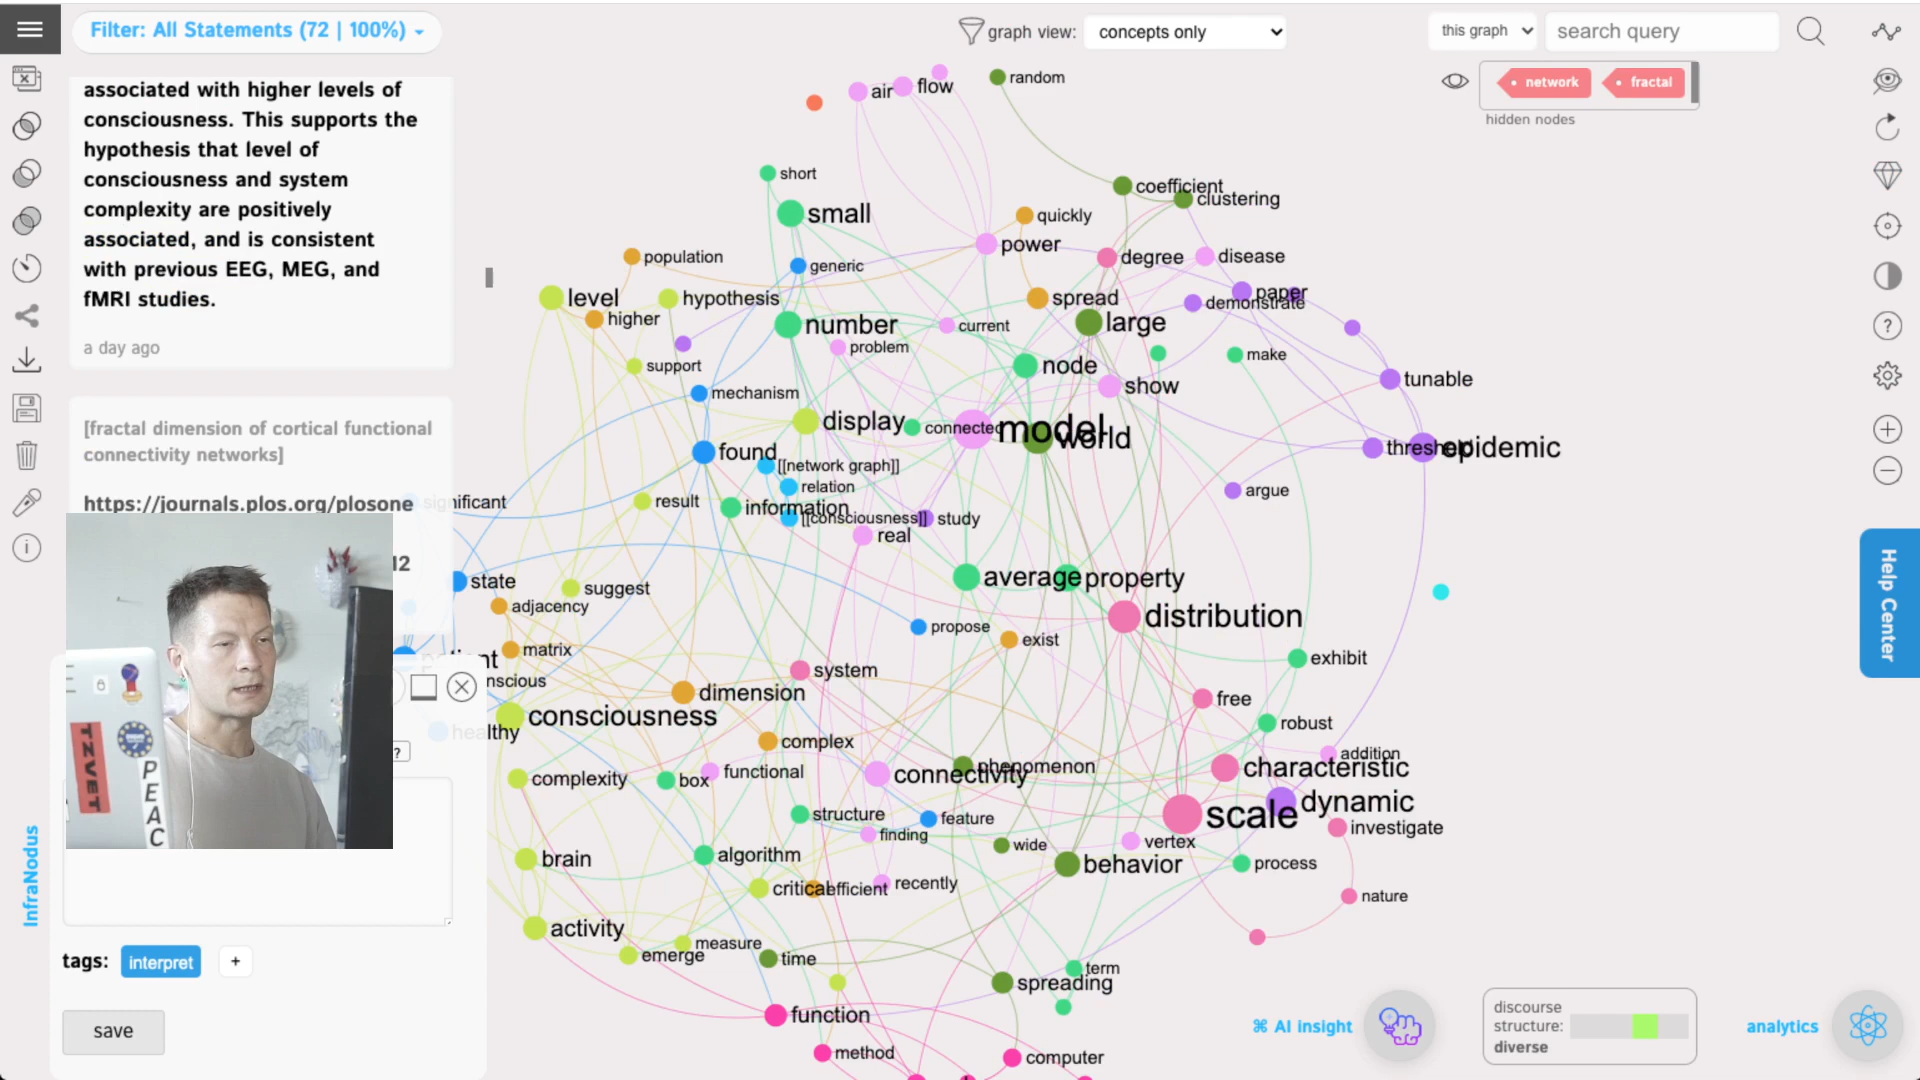 Filter: All Statements (72 | 100%)
graph view:
concepts only
this graph
search query
network
fractal
hidden nodes
associated with higher levels of
consciousness. This supports the
hypothesis that level of
consciousness and system
complexity are positively
associated, and is consistent
with previous EEG, MEG, and
fMRI studies.
a day ago
[fractal dimension of cortical functional
connectivity networks]
https://journals.plos.org/plosone
12
?
tags:
interpret
+
save
InfraNodus
TZVET
PEAC
air
flow
random
short
small
coefficient
clustering
quickly
power
population
generic
degree
disease
level
hypothesis
spread
paper
demonstrate
higher
number
current
large
problem
make
support
node
show
tunable
mechanism
display
connected
model
world
found
threshold
epidemic
[[network graph]]
relation
argue
significant
result
information
[[consciousness]]
study
real
state
suggest
average
property
adjacency
distribution
propose
exist
matrix
exhibit
system
dimension
free
consciousness
robust
healthy
complex
addition
phenomenon
characteristic
complexity
box
functional
connectivity
dynamic
structure
feature
scale
investigate
finding
wide
vertex
brain
algorithm
behavior
process
critical
efficient
recently
nature
activity
measure
emerge
time
term
spreading
function
method
computer
Help Center
⌘ AI insight
discourse
structure:
diverse
analytics